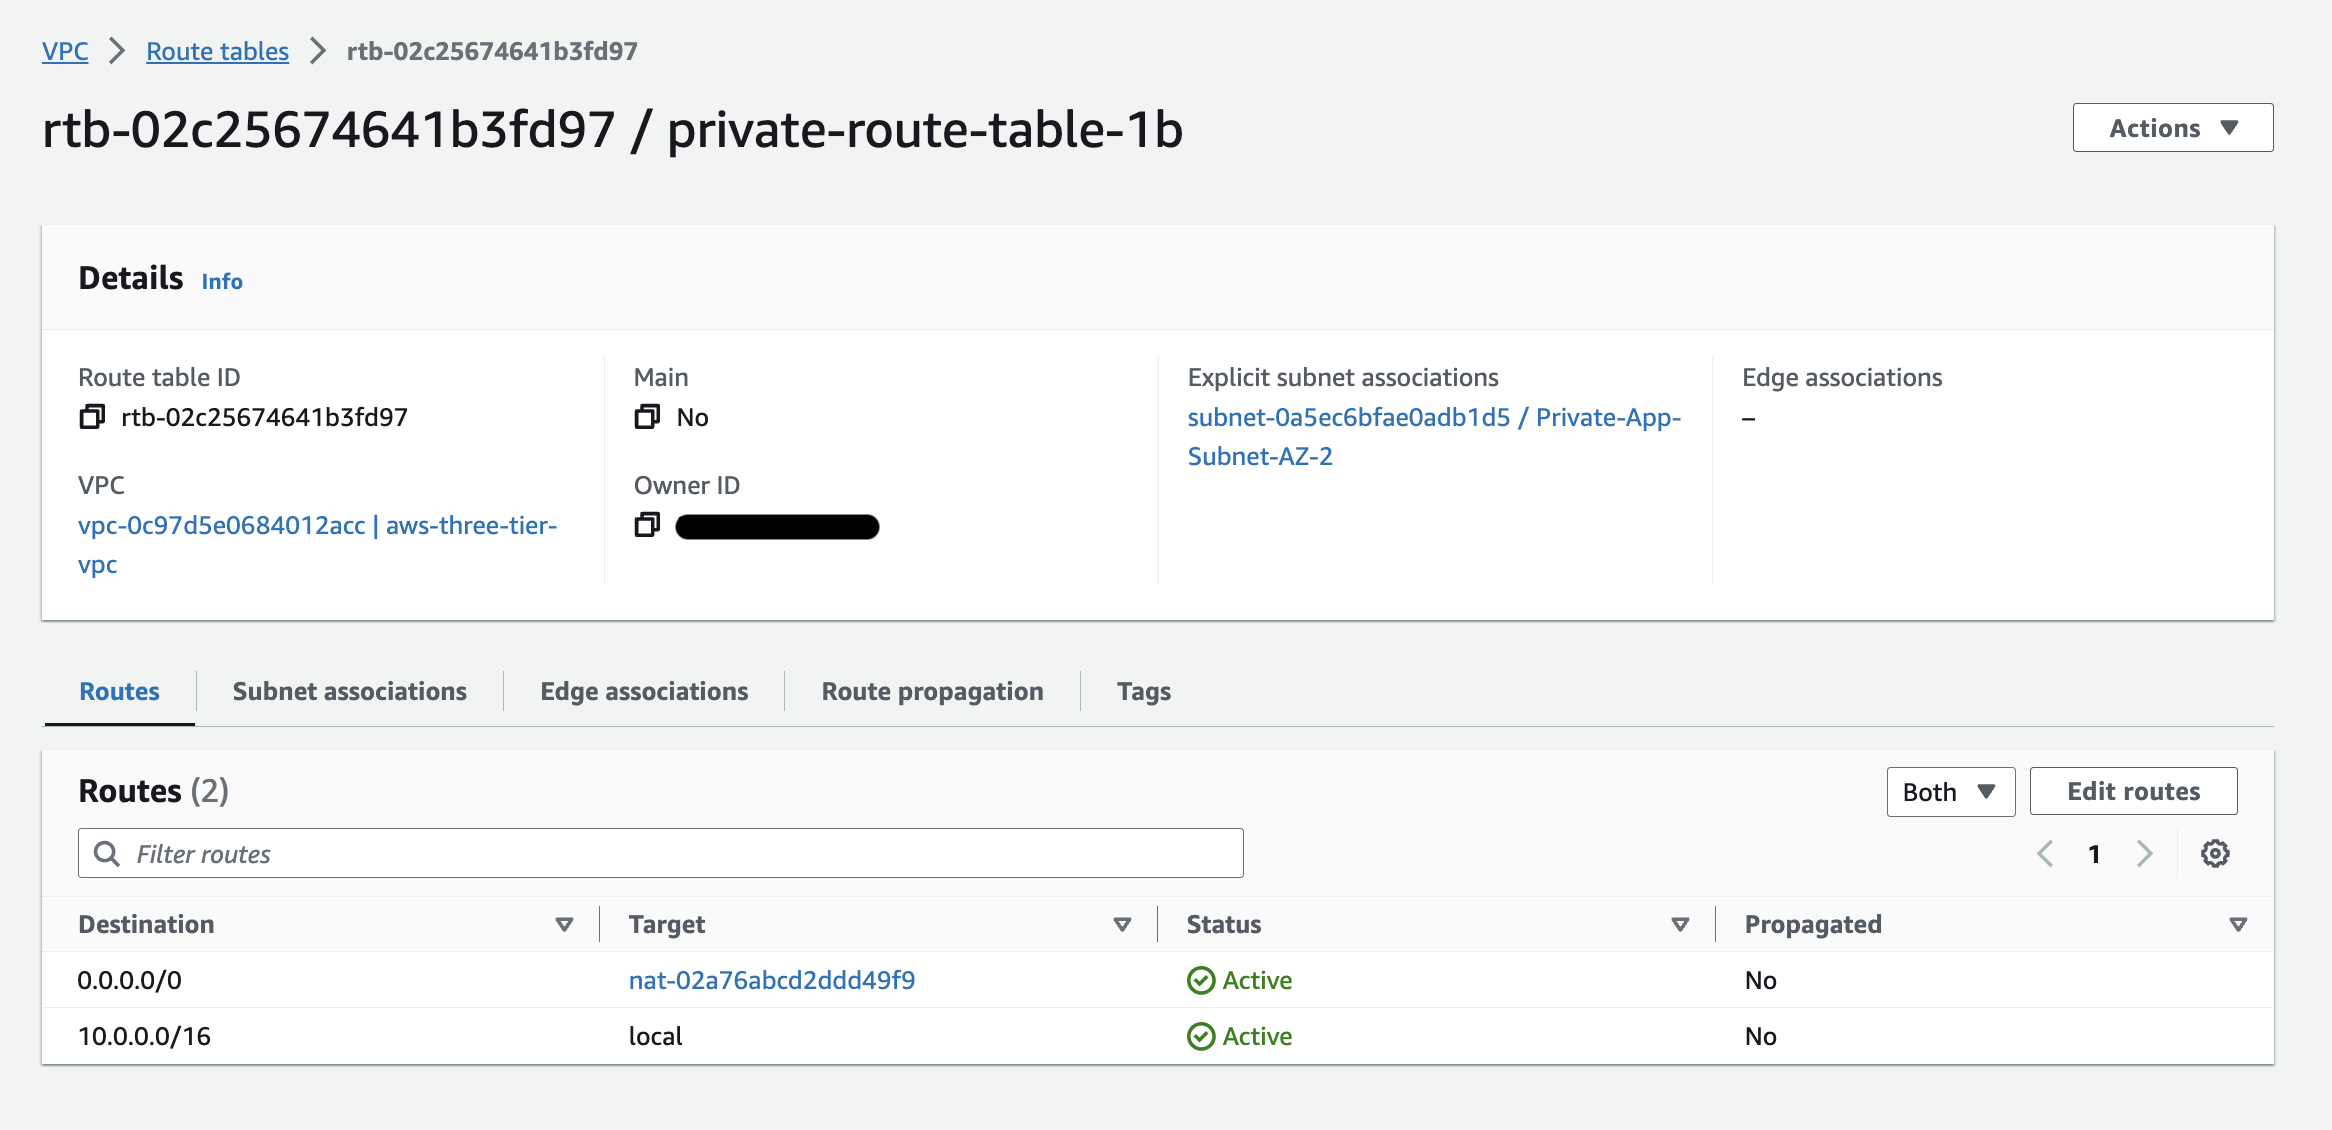 VPC > Route tables > rtb-02c25674641b3fd97
rtb-02c25674641b3fd97 / private-route-table-1b
Actions
Details Info
Route table ID
rtb-02c25674641b3fd97
Main
No
Explicit subnet associations
subnet-0a5ec6bfae0adb1d5 / Private-App-
Subnet-AZ-2
Edge associations
–
VPC
vpc-0c97d5e0684012acc | aws-three-tier-
vpc
Owner ID
Routes Subnet associations Edge associations Route propagation Tags
Routes (2)
Both Edit routes
Filter routes
1
Destination Target Status Propagated
0.0.0.0/0 nat-02a76abcd2ddd49f9 Active No
10.0.0.0/16 local Active No